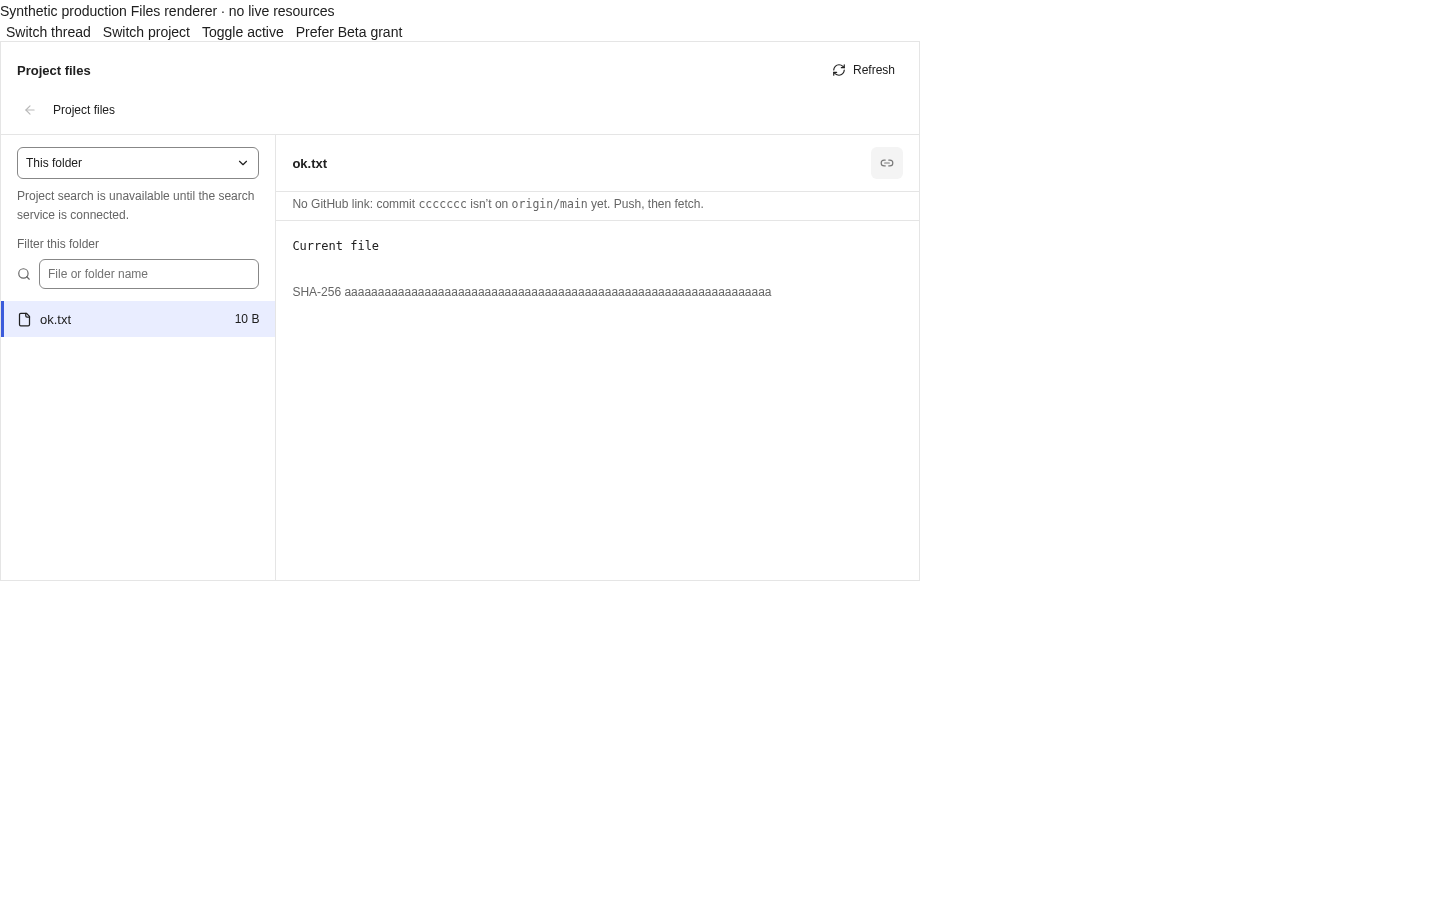 Synthetic production Files renderer · no live resources
Switch thread Switch project Toggle active Prefer Beta grant
Project files
Refresh
Project files
This folder
Project search is unavailable until the search
service is connected.
Filter this folder
File or folder name
ok.txt 10 B
ok.txt
No GitHub link: commit ccccccc isn’t on origin/main yet. Push, then fetch.
Current file
SHA-256 aaaaaaaaaaaaaaaaaaaaaaaaaaaaaaaaaaaaaaaaaaaaaaaaaaaaaaaaaaaaaaaa